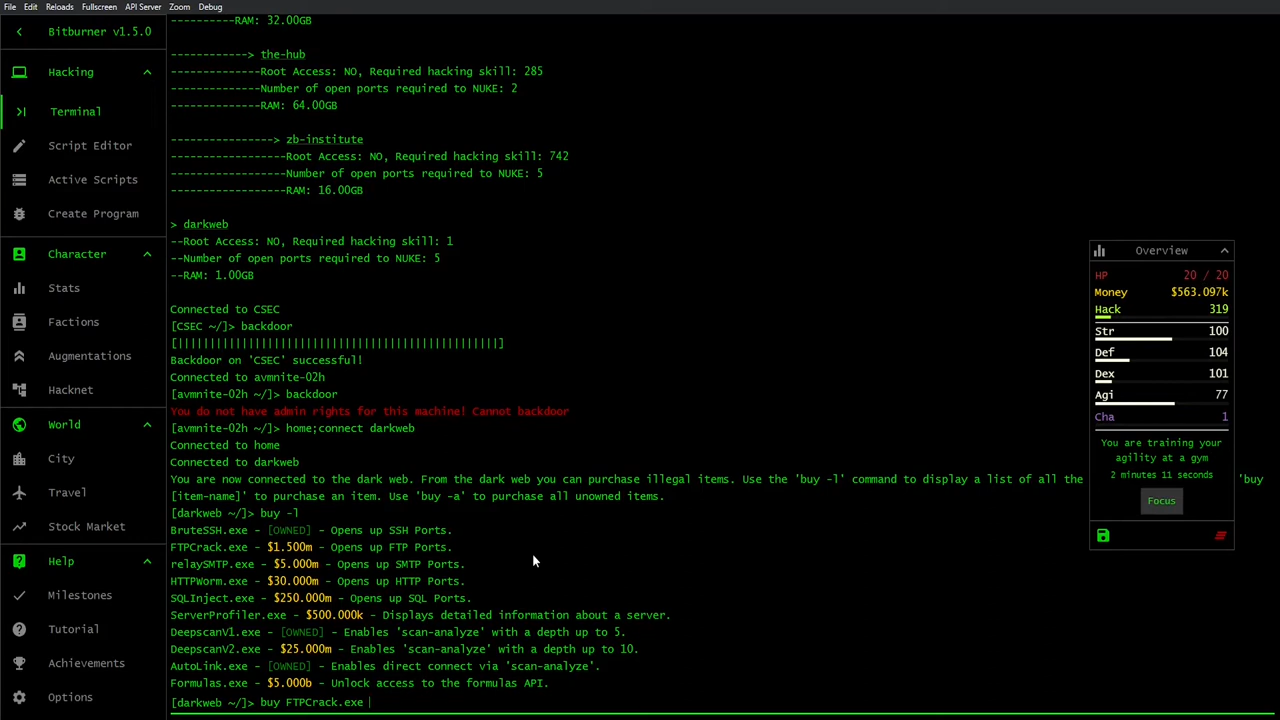 File Edit Reloads Fullscreen API Server Zoom Debug
Bitburner v1.5.0
Hacking
Terminal
Script Editor
Active Scripts
Create Program
Character
Stats
Factions
Augmentations
Hacknet
World
City
Travel
Stock Market
Help
Milestones
Tutorial
Achievements
Options
----------RAM: 32.00GB
------------> the-hub
--------------Root Access: NO, Required hacking skill: 285
--------------Number of open ports required to NUKE: 2
--------------RAM: 64.00GB
----------------> zb-institute
------------------Root Access: NO, Required hacking skill: 742
------------------Number of open ports required to NUKE: 5
------------------RAM: 16.00GB
> darkweb
--Root Access: NO, Required hacking skill: 1
--Number of open ports required to NUKE: 5
--RAM: 1.00GB
Connected to CSEC
[CSEC ~/]> backdoor
[||||||||||||||||||||||||||||||||||||||||||||||||||]
Backdoor on 'CSEC' successful!
Connected to avmnite-02h
[avmnite-02h ~/]> backdoor
You do not have admin rights for this machine! Cannot backdoor
[avmnite-02h ~/]> home;connect darkweb
Connected to home
Connected to darkweb
You are now connected to the dark web. From the dark web you can purchase illegal items. Use the 'buy -l' command to display a list of all the 'buy
[item-name]' to purchase an item. Use 'buy -a' to purchase all unowned items.
[darkweb ~/]> buy -l
BruteSSH.exe - [OWNED] - Opens up SSH Ports.
FTPCrack.exe - $1.500m - Opens up FTP Ports.
relaySMTP.exe - $5.000m - Opens up SMTP Ports.
HTTPWorm.exe - $30.000m - Opens up HTTP Ports.
SQLInject.exe - $250.000m - Opens up SQL Ports.
ServerProfiler.exe - $500.000k - Displays detailed information about a server.
DeepscanV1.exe - [OWNED] - Enables 'scan-analyze' with a depth up to 5.
DeepscanV2.exe - $25.000m - Enables 'scan-analyze' with a depth up to 10.
AutoLink.exe - [OWNED] - Enables direct connect via 'scan-analyze'.
Formulas.exe - $5.000b - Unlock access to the formulas API.
[darkweb ~/]> buy FTPCrack.exe
Overview
HP 20 / 20
Money $563.097k
Hack 319
Str 100
Def 104
Dex 101
Agi 77
Cha 1
You are training your
agility at a gym
2 minutes 11 seconds
Focus